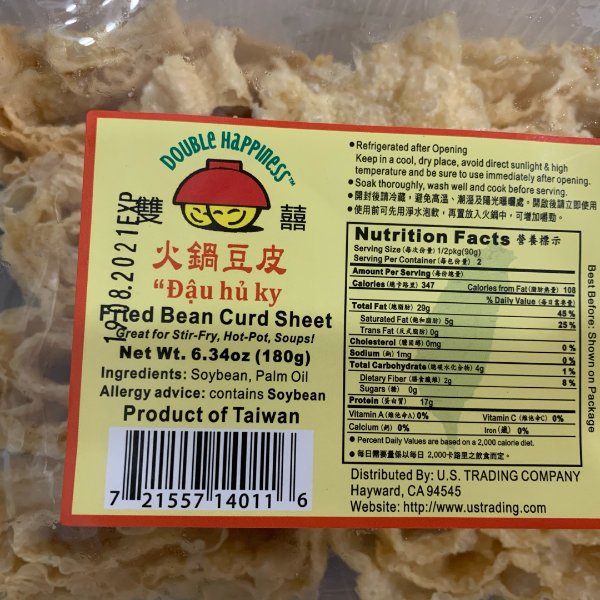 DOUBLE HAPPINESS™
雙 囍
火鍋豆皮
“Đậu hủ ky
Fried Bean Curd Sheet
Great for Stir-Fry, Hot-Pot, Soups!
Net Wt. 6.34oz (180g)
Ingredients: Soybean, Palm Oil
Allergy advice: contains Soybean
Product of Taiwan
7 21557 14011 6
2021EXP
• Refrigerated after Opening
Keep in a cool, dry place, avoid direct sunlight & high
temperature and be sure to use immediately after opening.
• Soak thoroughly, wash well and cook before serving.
• 開封後請冷藏，避免高溫、潮溼及陽光曝曬處。開啟後請立即使用
• 使用前可先用淨水泡軟，再置放入火鍋中，可增加嚼勁。
Nutrition Facts 營養標示
Serving Size (每次份量) 1/2pkg(90g)
Serving Per Container (每包份量) 2
Amount Per Serving (每份總量)
Calories (總卡路里) 347 Calories from Fat (脂肪熱量) 108
% Daily Value (每日需要量)
Total Fat (總脂肪) 29g 45 %
Saturated Fat (飽和脂肪) 5g 25 %
Trans Fat (反式脂肪) 0g
Cholesterol (膽固醇) 0mg 0 %
Sodium (鈉) 1mg 0 %
Total Carbohydrate (總碳水化合物) 4g 1 %
Dietary Fiber (膳食纖維) 2g 8 %
Sugars (糖) 0g
Protein (蛋白質) 17g
Vitamin A (維他命A) 0% Vitamin C (維他命C) 0%
Calcium (鈣) 0% Iron (鐵) 0%
• Percent Daily Values are based on a 2,000 calorie diet.
• 每日需要量係以每日 2,000卡路里之飲食而定。
Distributed By: U.S. TRADING COMPANY
Hayward, CA 94545
Website: http://www.ustrading.com
Best Before: Shown on Package